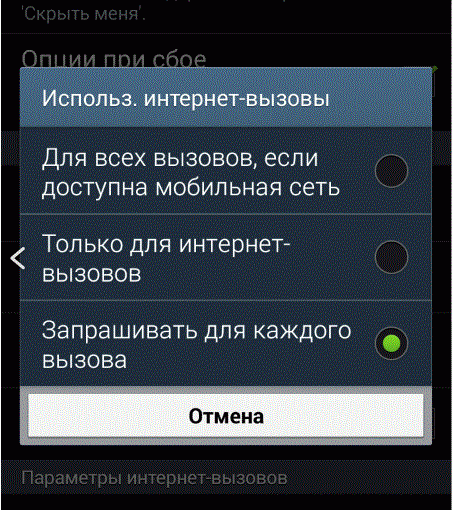 'Скрыть меня'.
Опции при сбое
Использ. интернет-вызовы
Для всех вызовов, если
доступна мобильная сеть
Только для интернет-
вызовов
Запрашивать для каждого
вызова
Отмена
Параметры интернет-вызовов